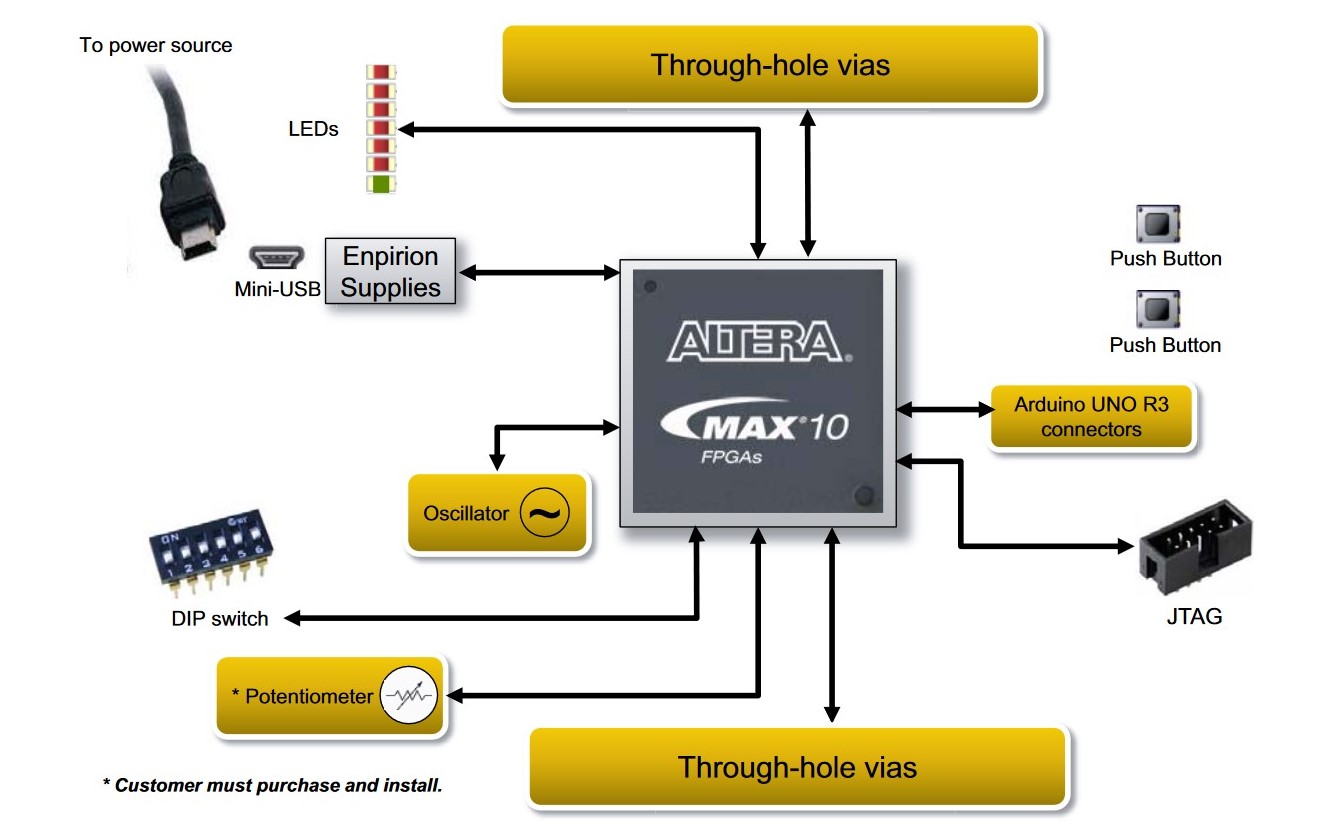 To power source
Through-hole vias
LEDs
Enpirion
Supplies
Mini-USB
Push Button
Push Button
ALTERA®
MAX® 10
FPGAs
Arduino UNO R3
connectors
Oscillator
ON
1 2 3 4 5 6
DIP switch
JTAG
* Potentiometer
Through-hole vias
* Customer must purchase and install.